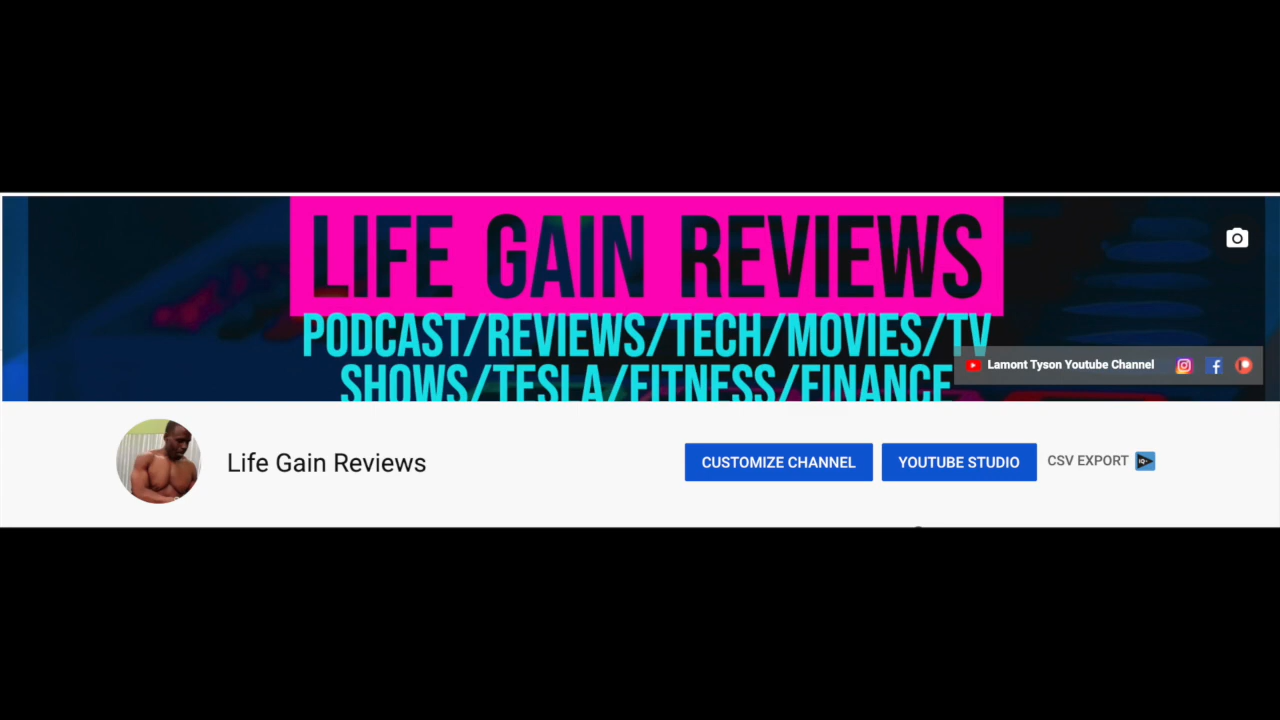 LIFE GAIN REVIEWS
PODCAST/REVIEWS/TECH/MOVIES/TV
SHOWS/TESLA/FITNESS/FINANCE
Lamont Tyson Youtube Channel
Life Gain Reviews
CUSTOMIZE CHANNEL
YOUTUBE STUDIO
CSV EXPORT
IQ+